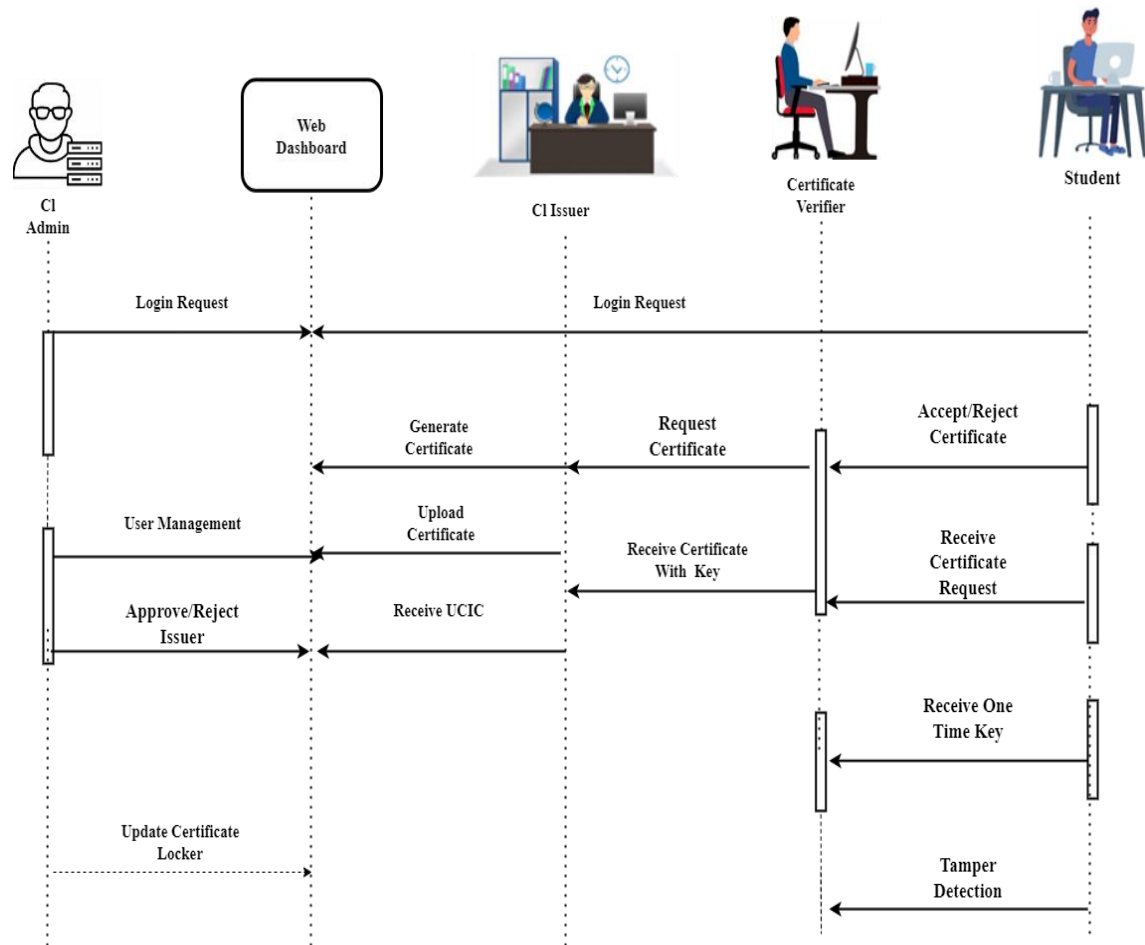 Web
Dashboard
Cl
Admin
Cl Issuer
Certificate
Verifier
Student
Login Request
Login Request
Generate
Certificate
Request
Certificate
Accept/Reject
Certificate
User Management
Upload
Certificate
Receive Certificate
With Key
Receive
Certificate
Request
Approve/Reject
Issuer
Receive UCIC
Receive One
Time Key
Update Certificate
Locker
Tamper
Detection